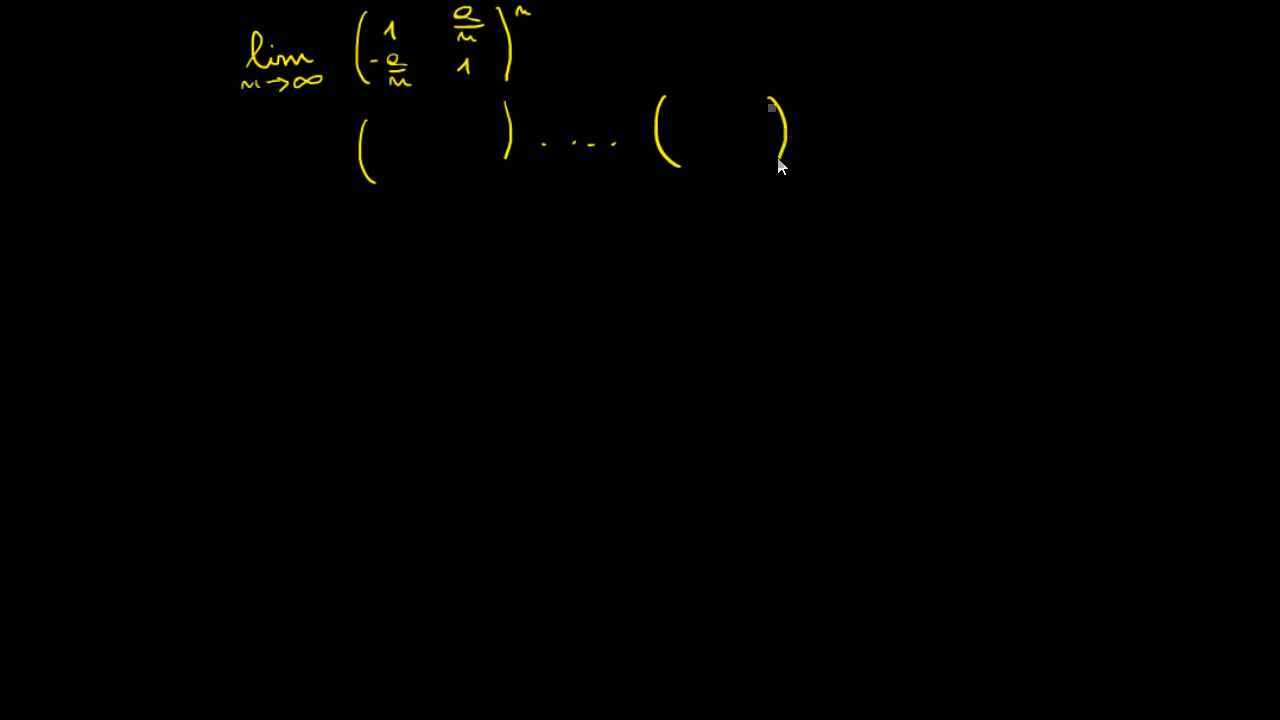 lim n→∞ ( 1 a/n -a/n 1 )^n
( ) . . . . ( )